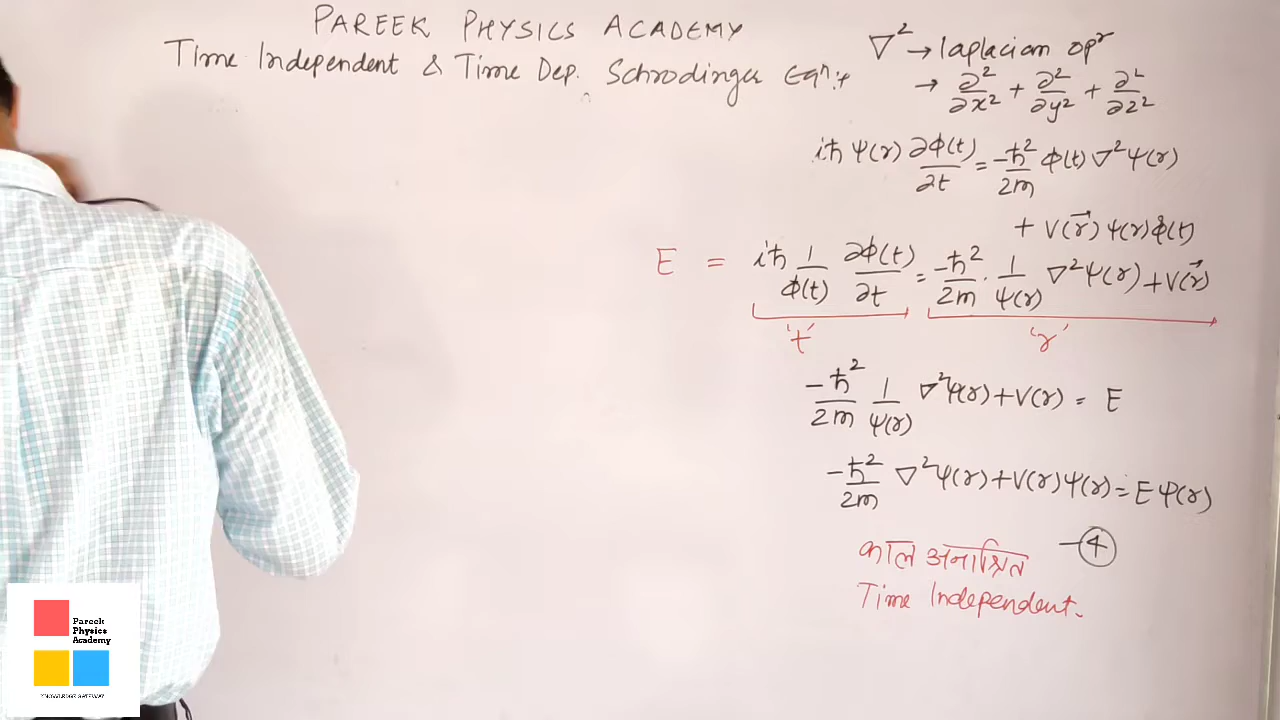 PAREEK PHYSICS ACADEMY
Time Independent & Time Dep. Schrodinger Eqⁿ:+
∇² → laplacian opʳ
→ ∂²/∂x² + ∂²/∂y² + ∂²/∂z²
iħ ψ(r) ∂ϕ(t)/∂t = -ħ²/2m ϕ(t) ∇²ψ(r)
+ V(r⃗) ψ(r) ϕ(t)
E = iħ 1/ϕ(t) ∂ϕ(t)/∂t = -ħ²/2m · 1/ψ(r) ∇²ψ(r) + V(r⃗)
't' 'r'
-ħ²/2m 1/ψ(r) ∇²ψ(r) + V(r) = E
-ħ²/2m ∇²ψ(r) + V(r) ψ(r) = E ψ(r)
— 4
काल अनाश्रित
Time Independent.
Pareek
Physics
Academy
KNOWLEDGE GATEWAY